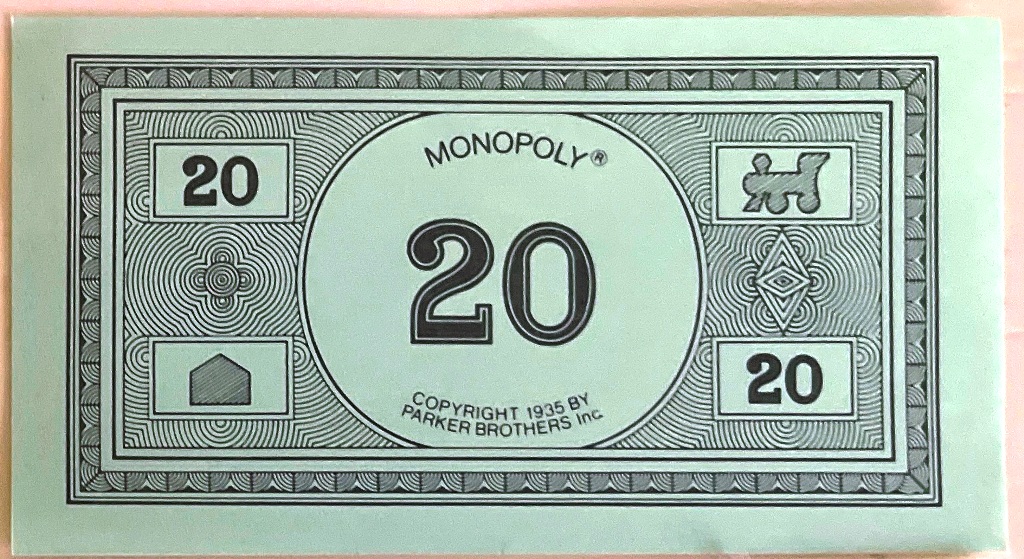 MONOPOLY®
20
20
20
COPYRIGHT 1935 BY
PARKER BROTHERS Inc.